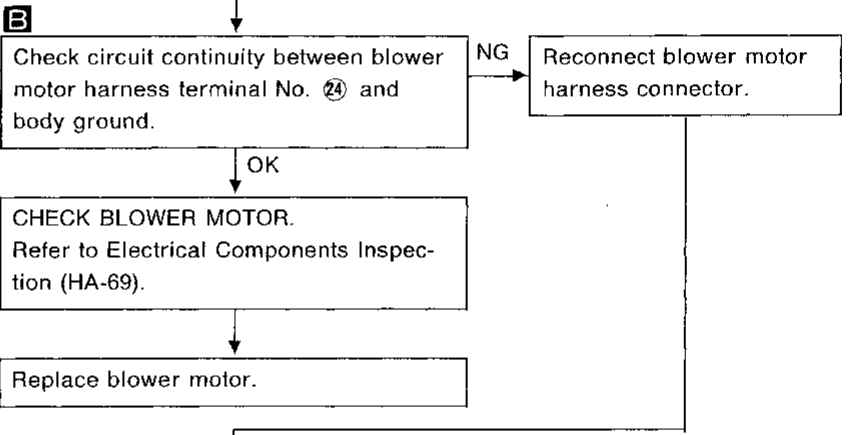 B
Check circuit continuity between blower
motor harness terminal No. ㉔ and
body ground.
NG
Reconnect blower motor
harness connector.
OK
CHECK BLOWER MOTOR.
Refer to Electrical Components Inspec-
tion (HA-69).
Replace blower motor.